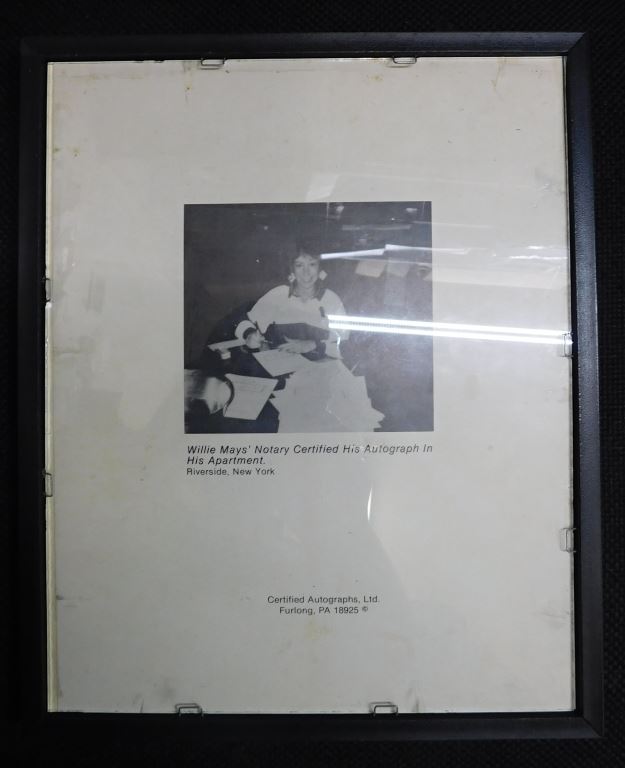 Willie Mays' Notary Certified His Autograph In
His Apartment.
Riverside, New York
Certified Autographs, Ltd.
Furlong, PA 18925 ©